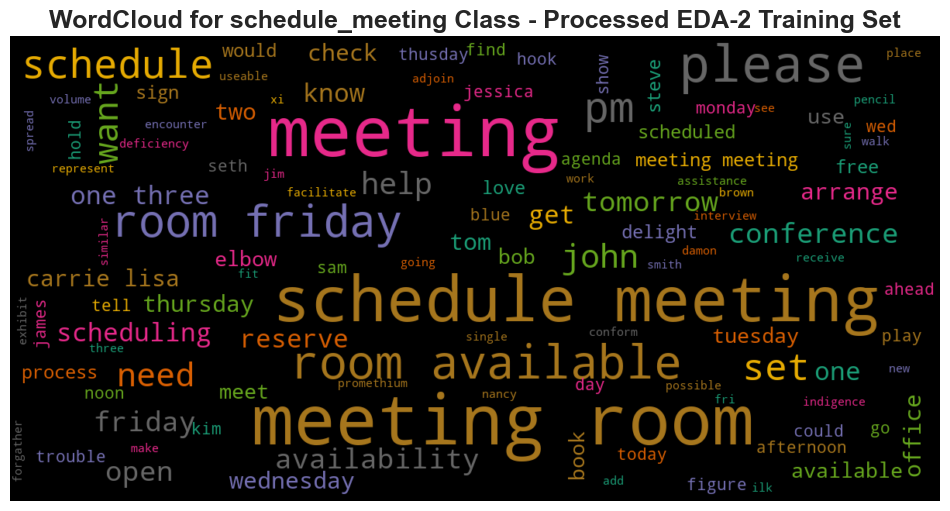 WordCloud for schedule_meeting Class - Processed EDA-2 Training Set
schedule
would
check
thusday
find
hook
show
steve
please
place
useable
adjoin
know
sign
two
xi
jessica
pm
monday
see
pencil
use
wed
volume
want
hold
spread
encounter
deficiency
meeting
scheduled
sure
walk
represent
seth
jim
facilitate
help
agenda
meeting meeting
free
work
assistance
brown
arrange
one three
room friday
love
blue
get
tomorrow
interview
delight
conference
similar
elbow
tom
bob
john
damon
smith
receive
carrie lisa
fit
sam
going
schedule meeting
ahead
exhibit
james
tell
thursday
scheduling
three
reserve
single
conform
tuesday
play
room available
process
need
noon
meet
promethium
nancy
day
possible
set
one
new
fri
indigence
friday
kim
meeting room
forgather
make
trouble
open
availability
wednesday
book
today
add
could
go
afternoon
available
office
figure
ilk